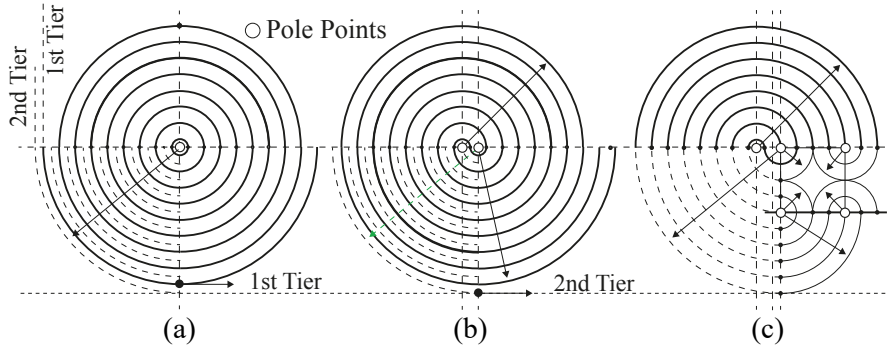 2nd Tier
1st Tier
Pole Points
1st Tier
2nd Tier
(a)
(b)
(c)